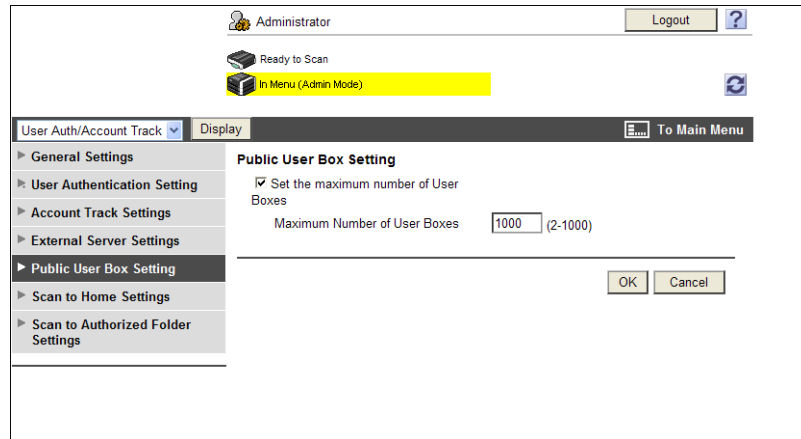 Administrator
Logout
?
Ready to Scan
In Menu (Admin Mode)
User Auth/Account Track
Display
To Main Menu
General Settings
User Authentication Setting
Account Track Settings
External Server Settings
Public User Box Setting
Scan to Home Settings
Scan to Authorized Folder
Settings
Public User Box Setting
Set the maximum number of User
Boxes
Maximum Number of User Boxes 1000 (2-1000)
OK
Cancel